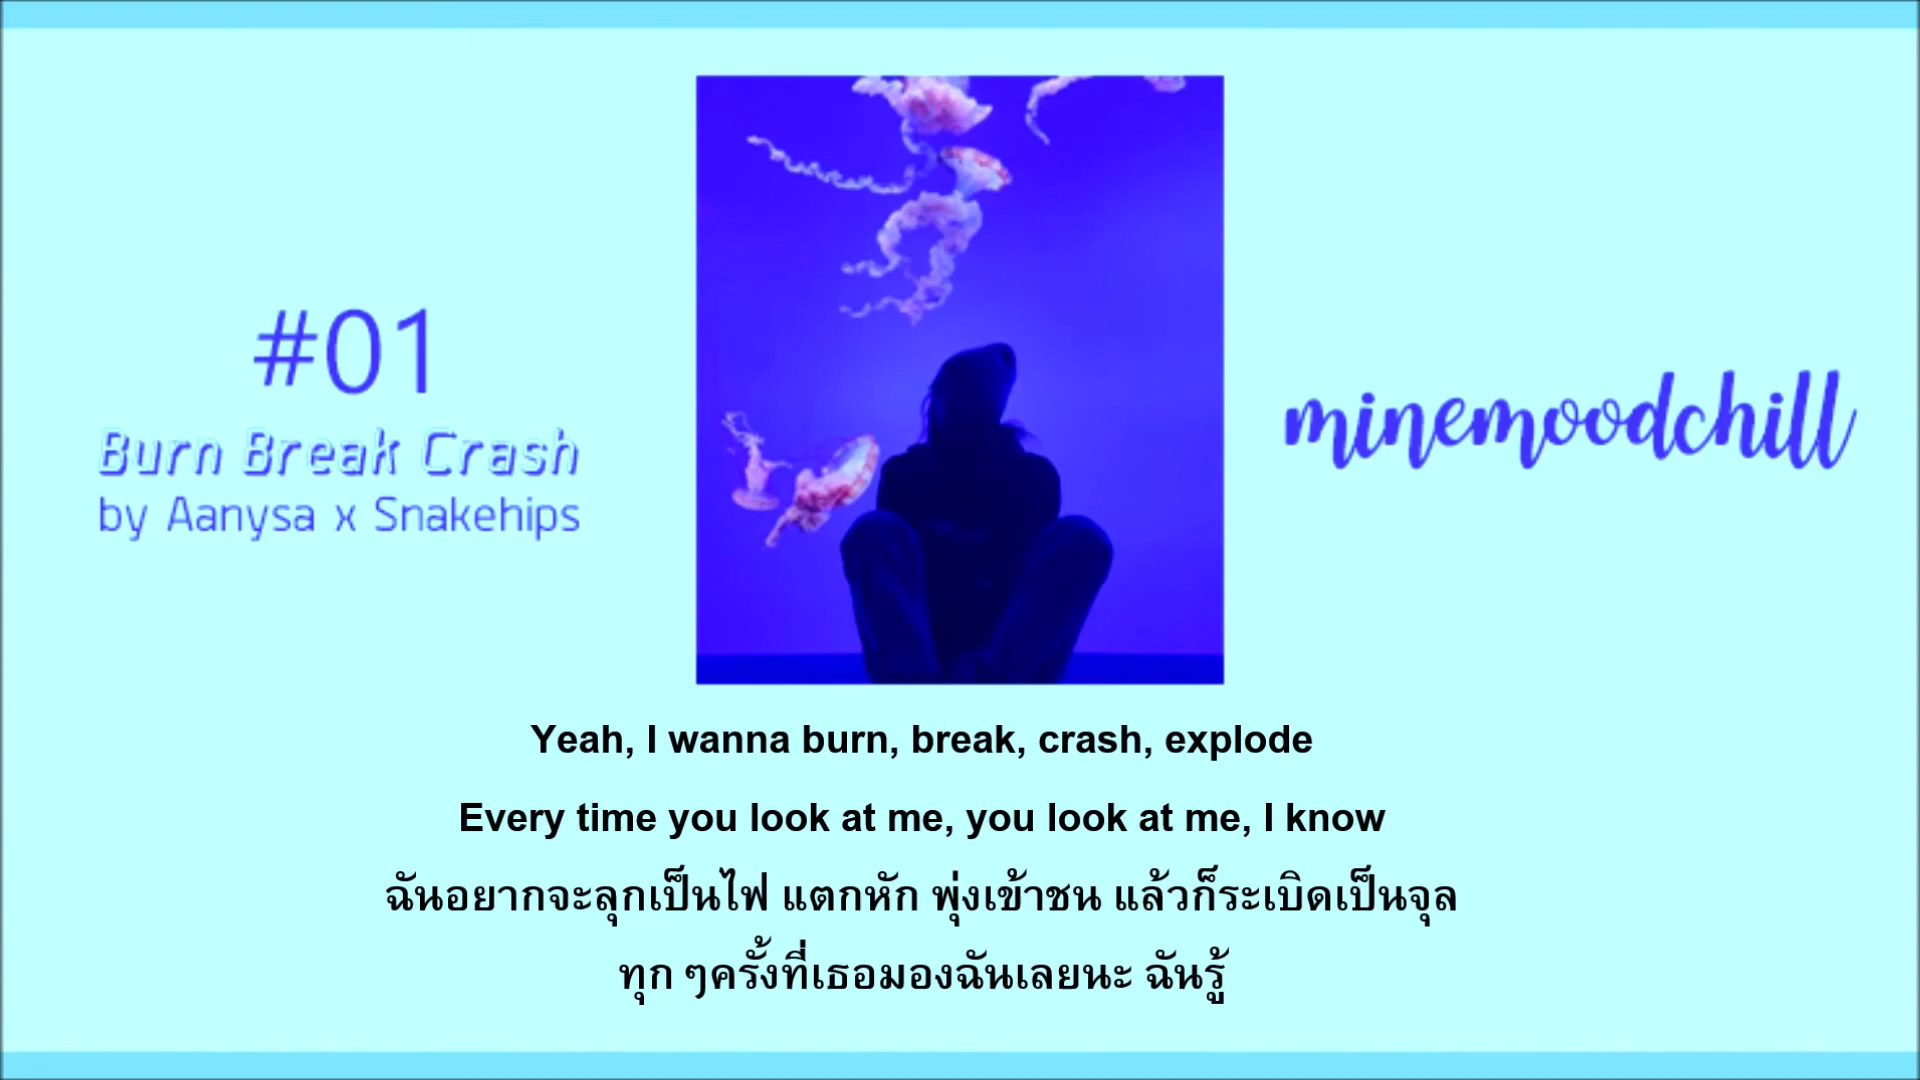 #01
Burn Break Crash
by Aanysa x Snakehips
minemoodchill
Yeah, I wanna burn, break, crash, explode
Every time you look at me, you look at me, I know
ฉันอยากจะลุกเป็นไฟ แตกหัก พุ่งเข้าชน แล้วก็ระเบิดเป็นจุล
ทุก ๆครั้งที่เธอมองฉันเลยนะ ฉันรู้